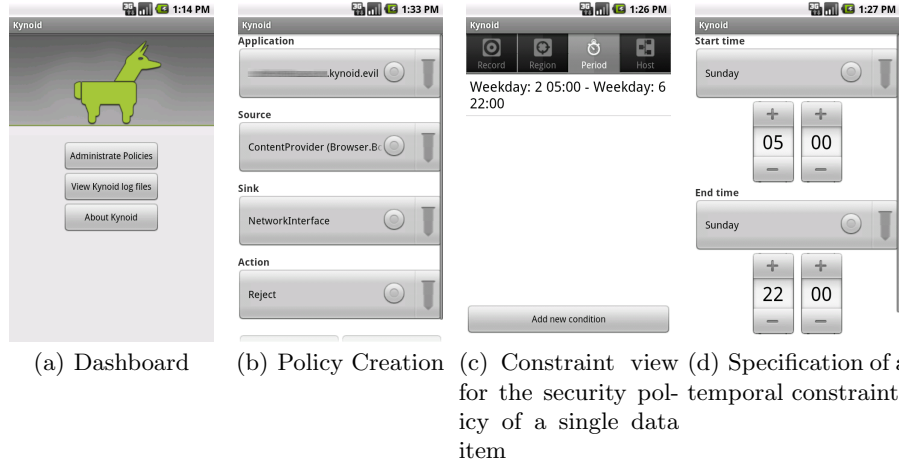 1:14 PM
Kynoid
Administrate Policies
View Kynoid log files
About Kynoid
(a) Dashboard
1:33 PM
Kynoid
Application
.kynoid.evil
Source
ContentProvider (Browser.Bo
Sink
NetworkInterface
Action
Reject
(b) Policy Creation
1:26 PM
Kynoid
Record
Region
Period
Host
Weekday: 2 05:00 - Weekday: 6
22:00
Add new condition
(c) Constraint view
for the security pol-
icy of a single data
item
1:27 PM
Kynoid
Start time
Sunday
+ +
05 00
− −
End time
Sunday
+ +
22 00
− −
(d) Specification of a
temporal constraint